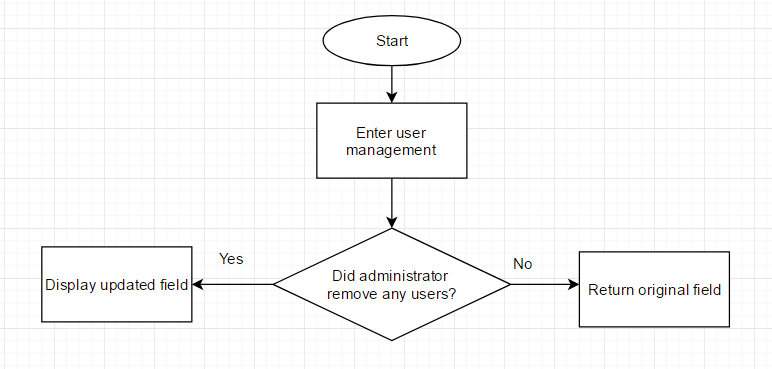 Start
Enter user
management
Yes
No
Did administrator
remove any users?
Display updated field
Return original field